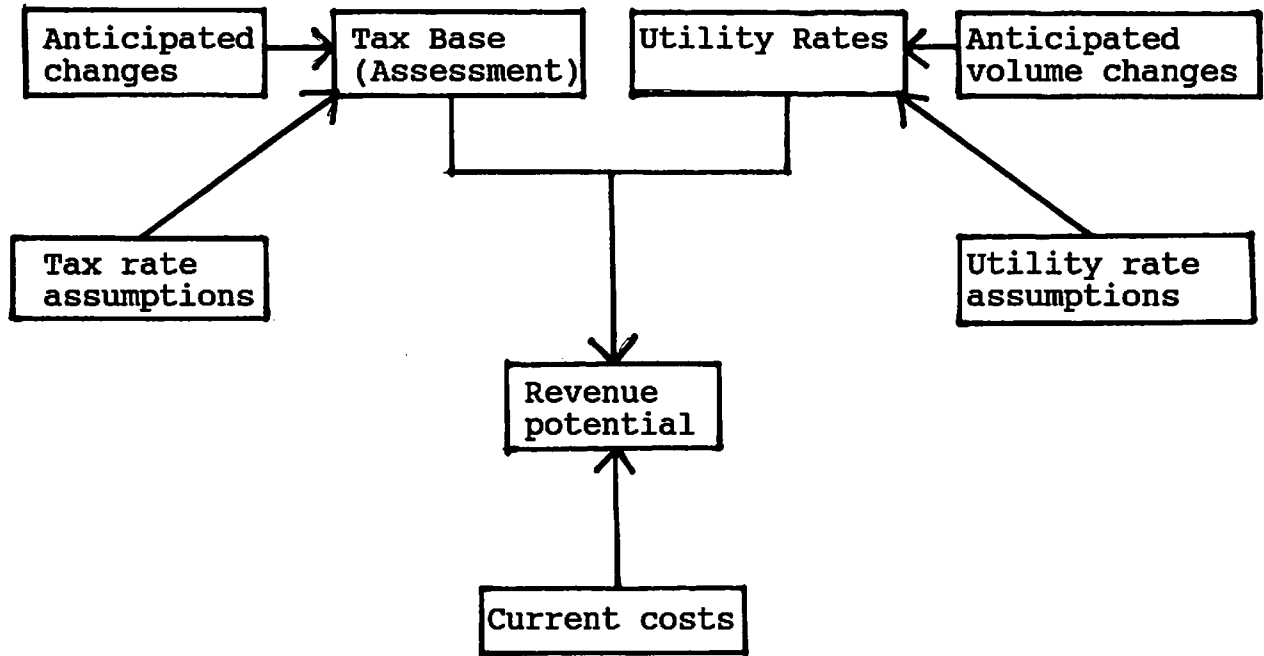 Anticipated
changes
Tax Base
(Assessment)
Utility Rates
Anticipated
volume changes
Tax rate
assumptions
Utility rate
assumptions
Revenue
potential
Current costs